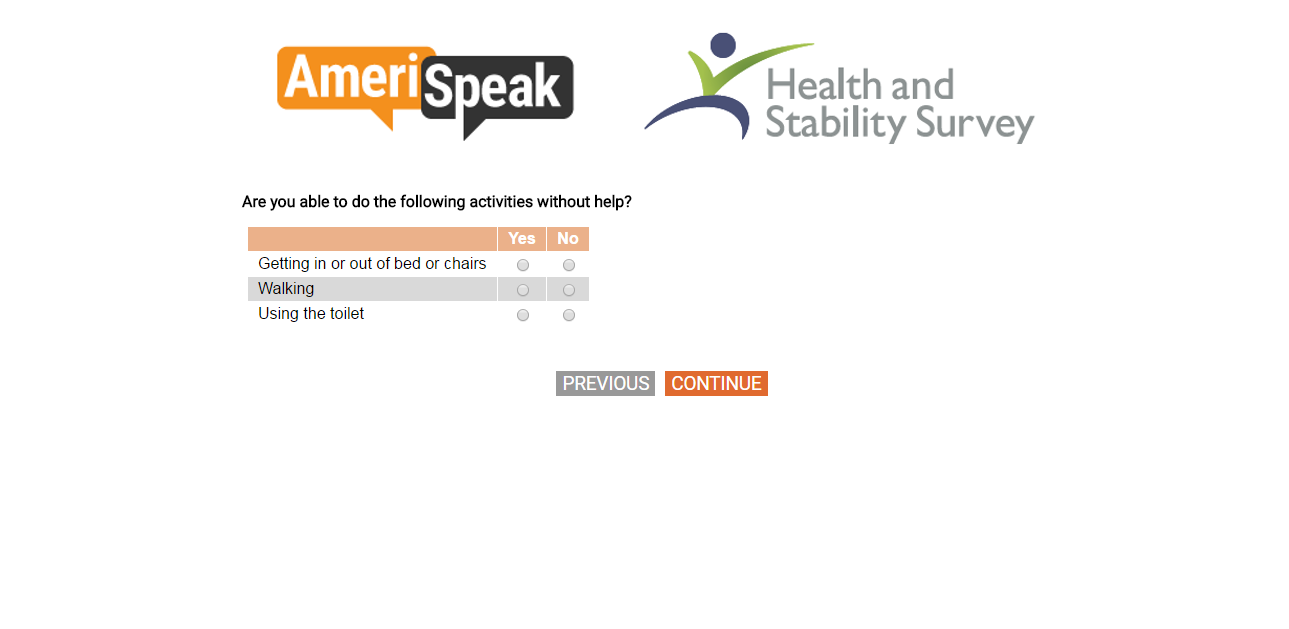 AmeriSpeak
Health and
Stability Survey
Are you able to do the following activities without help?
Yes No
Getting in or out of bed or chairs
Walking
Using the toilet
PREVIOUS CONTINUE